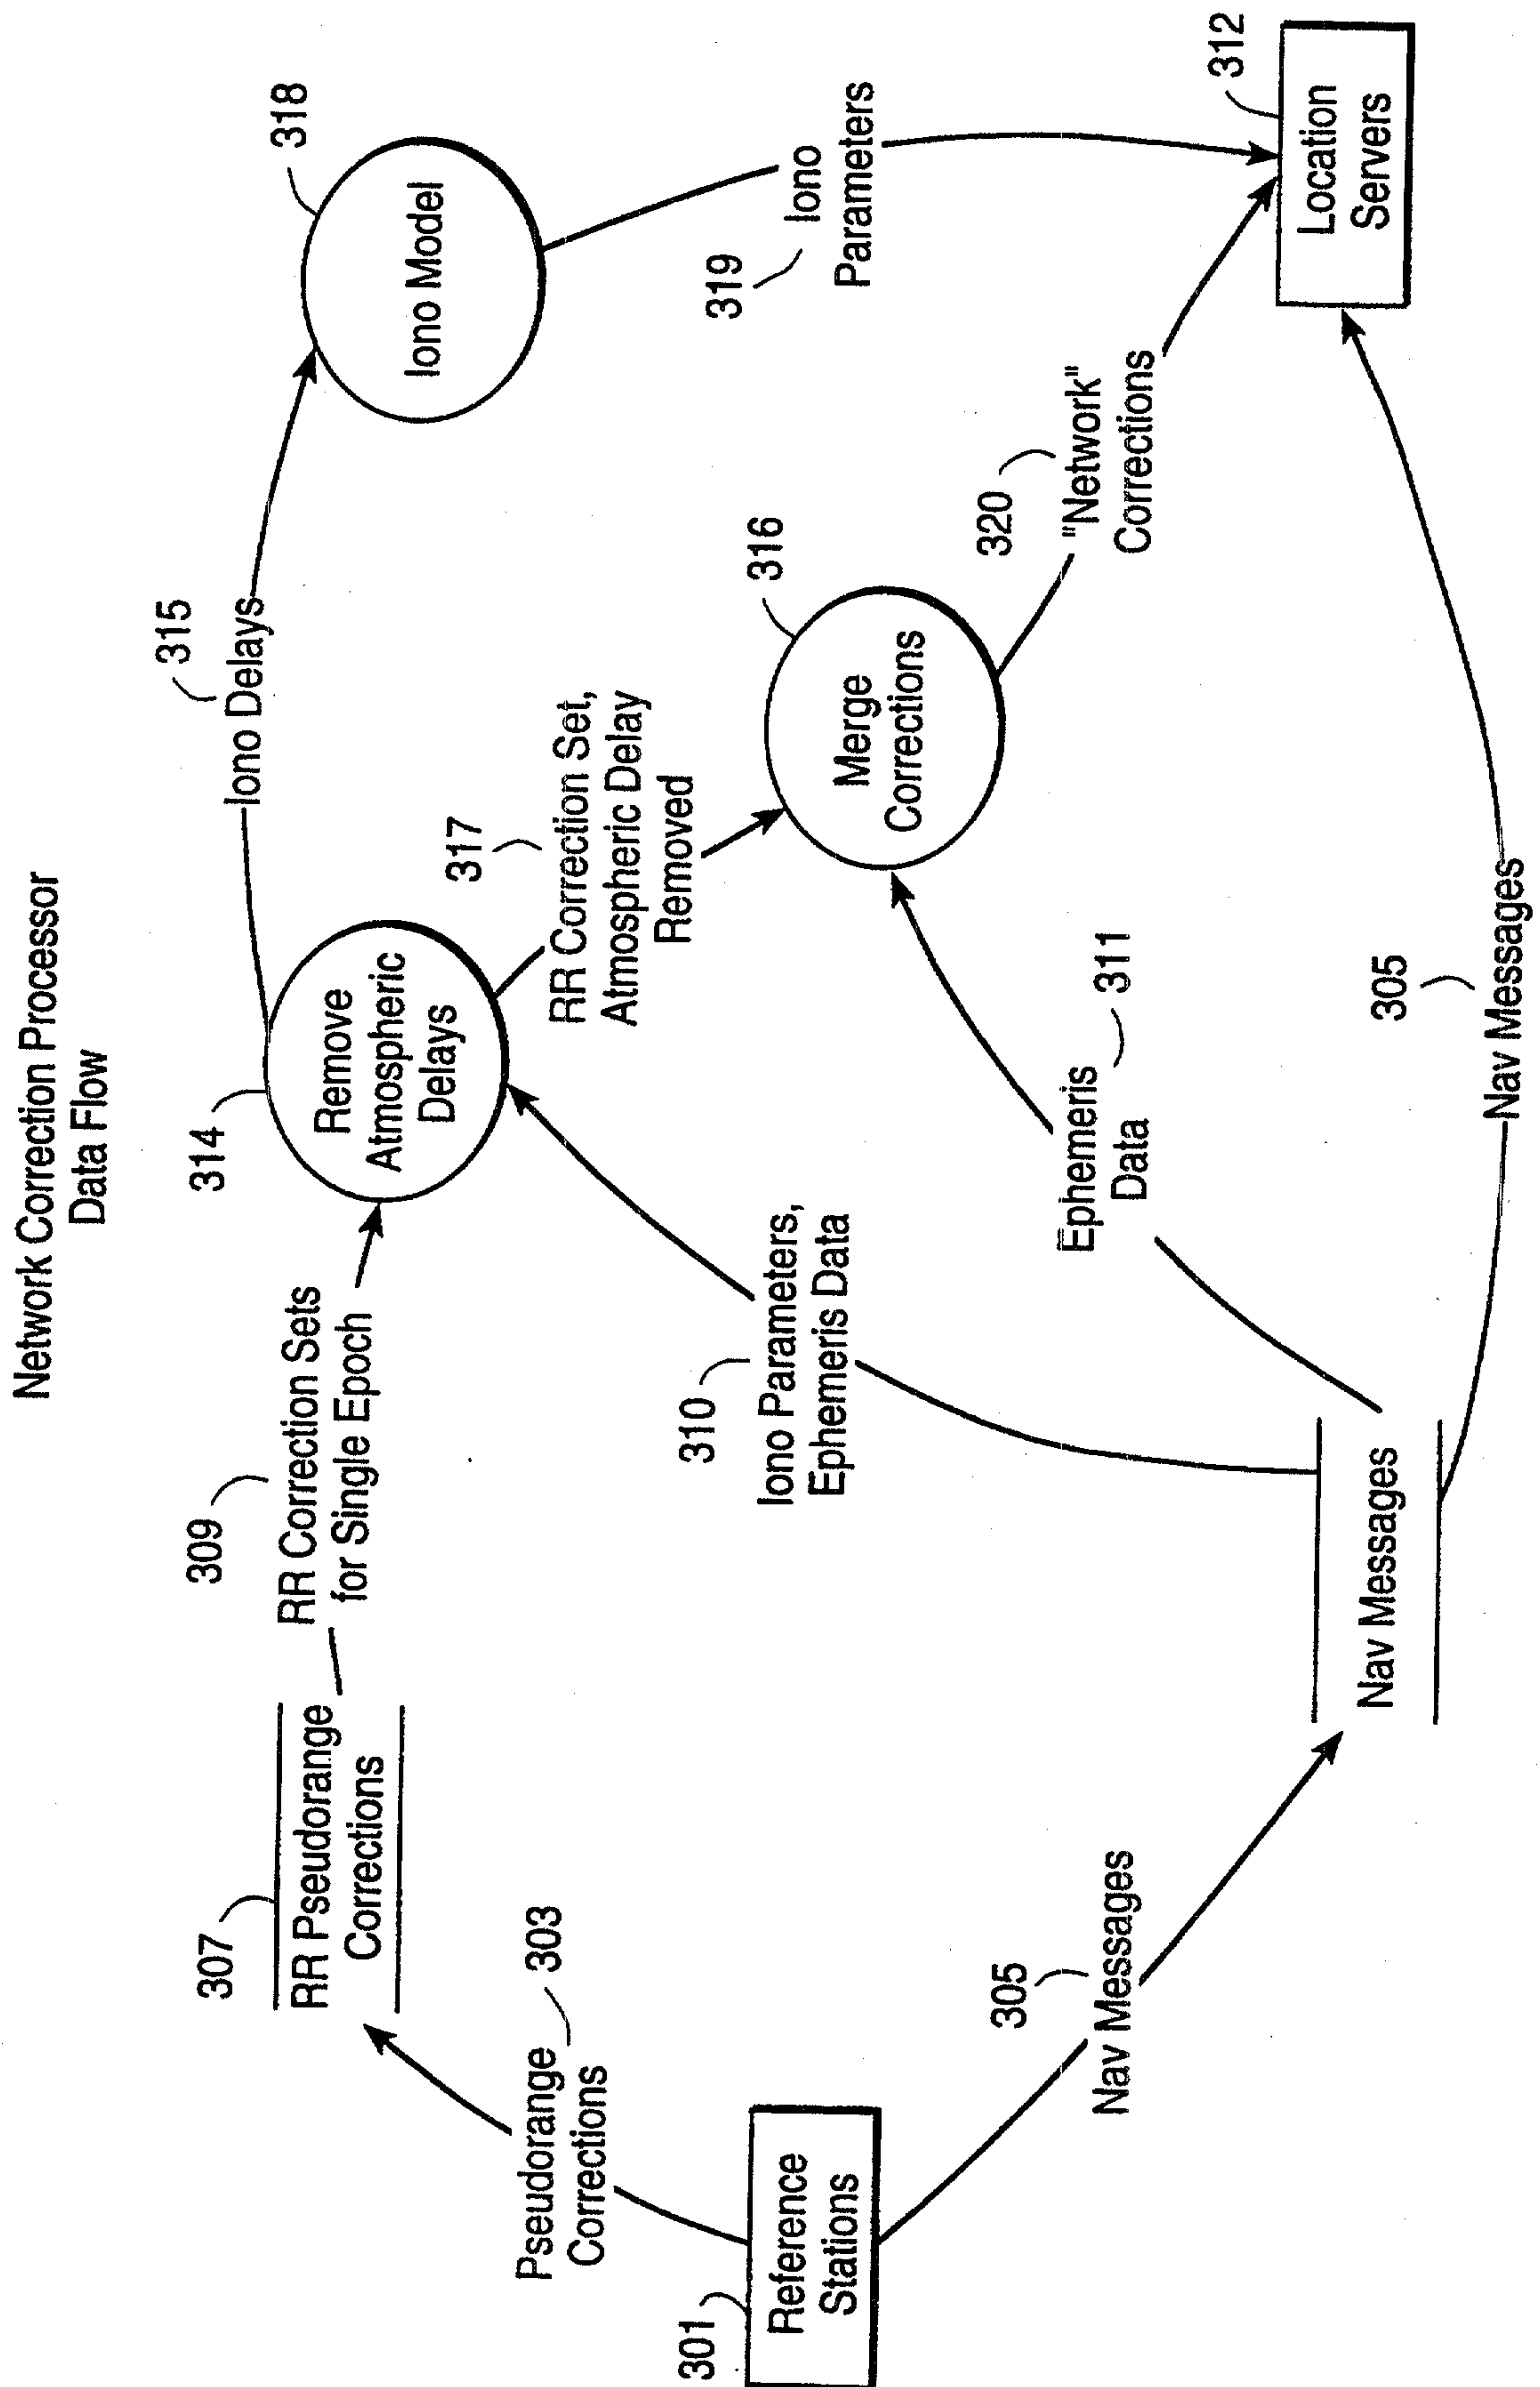 Network Correction Processor
Data Flow
307
RR Pseudorange
Corrections
309
RR Correction Sets
for Single Epoch
314
Remove
Atmospheric
Delays
315
Iono Delays
318
Iono Model
Pseudorange
Corrections
303
317
RR Correction Set,
Atmospheric Delay
Removed
319
Iono
Parameters
301
Reference
Stations
310
Iono Parameters,
Ephemeris Data
316
Merge
Corrections
320
"Network"
Corrections
305
Nav Messages
Ephemeris
Data
311
312
Location
Servers
Nav Messages
305
Nav Messages